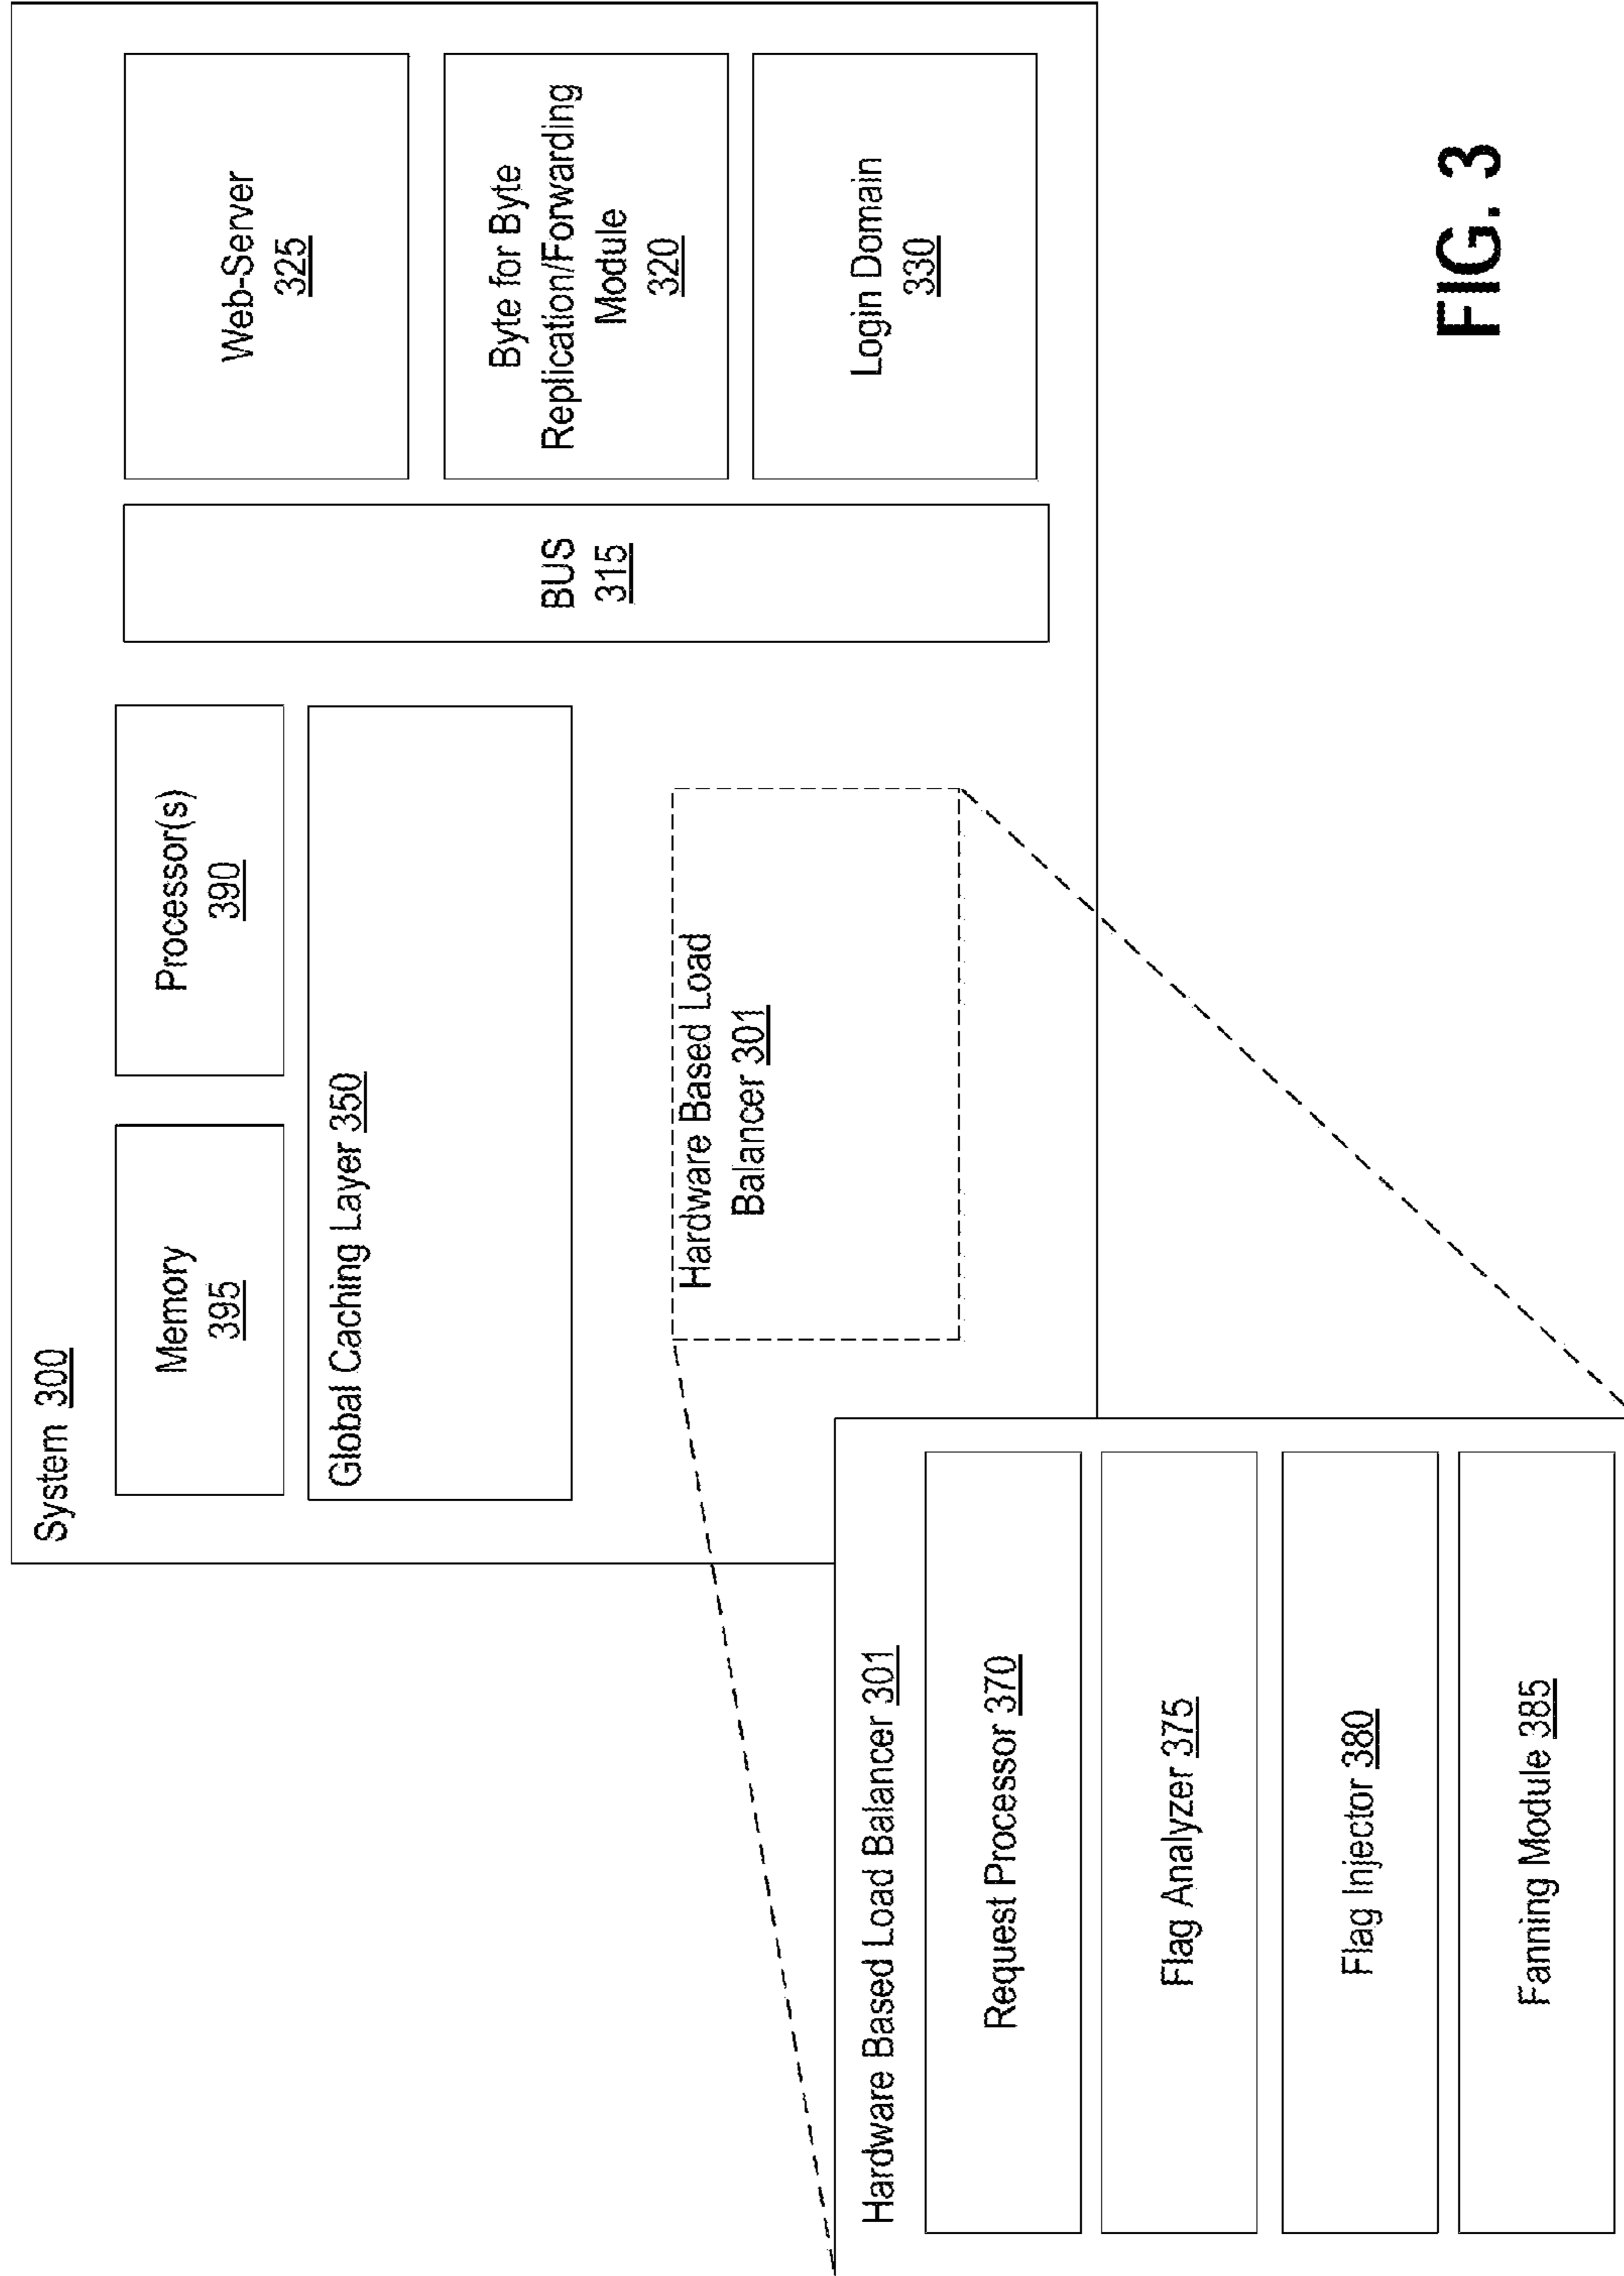 System 300
Memory
395
Processor(s)
390
Global Caching Layer 350
Hardware Based Load
Balancer 301
BUS
315
Web-Server
325
Byte for Byte
Replication/Forwarding
Module
320
Login Domain
330
Hardware Based Load Balancer 301
Request Processor 370
Flag Analyzer 375
Flag Injector 380
Fanning Module 385
FIG. 3